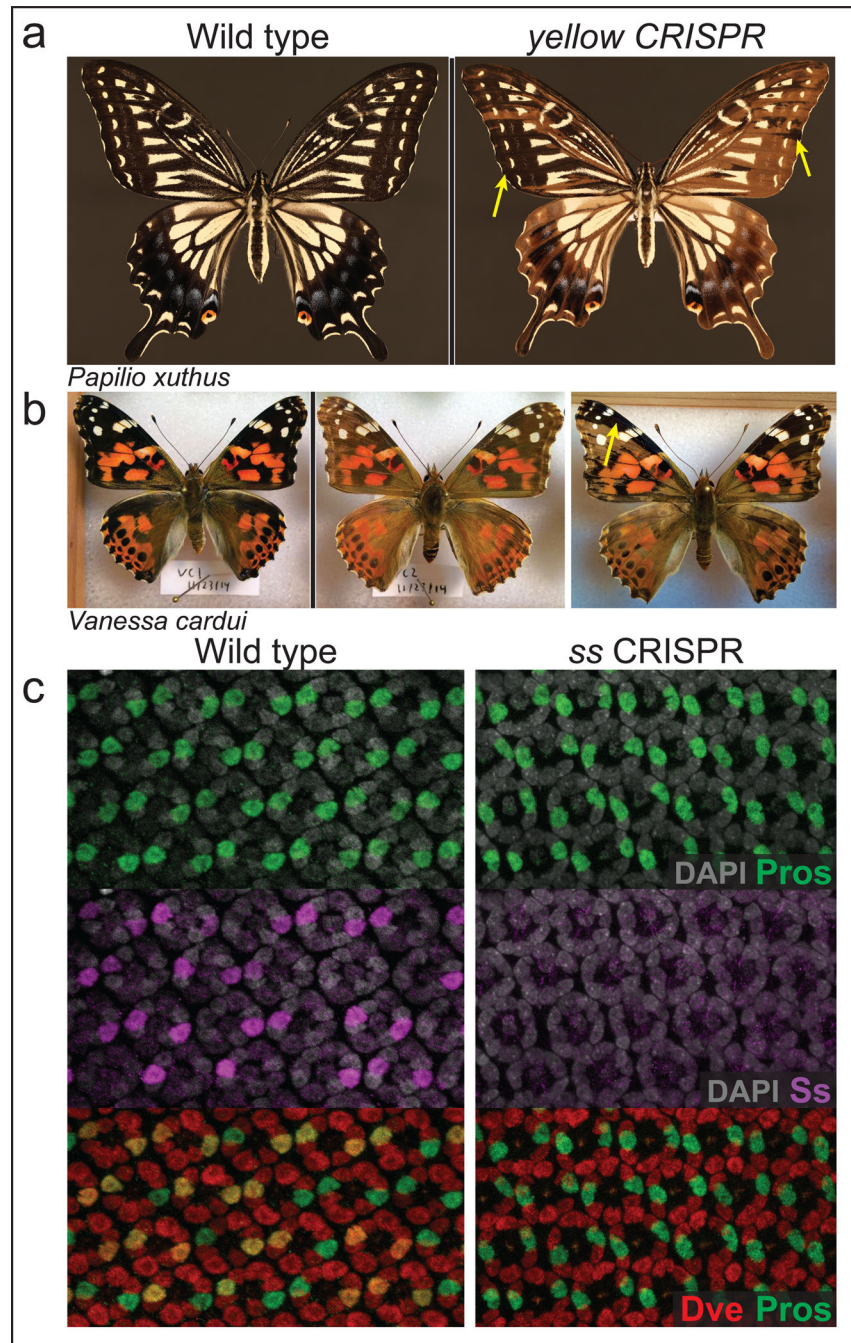 a
Wild type
yellow CRISPR
Papilio xuthus
b
VC1
11/23/14
C2
11/23/14
Vanessa cardui
Wild type
ss CRISPR
c
DAPI Pros
DAPI Ss
Dve Pros